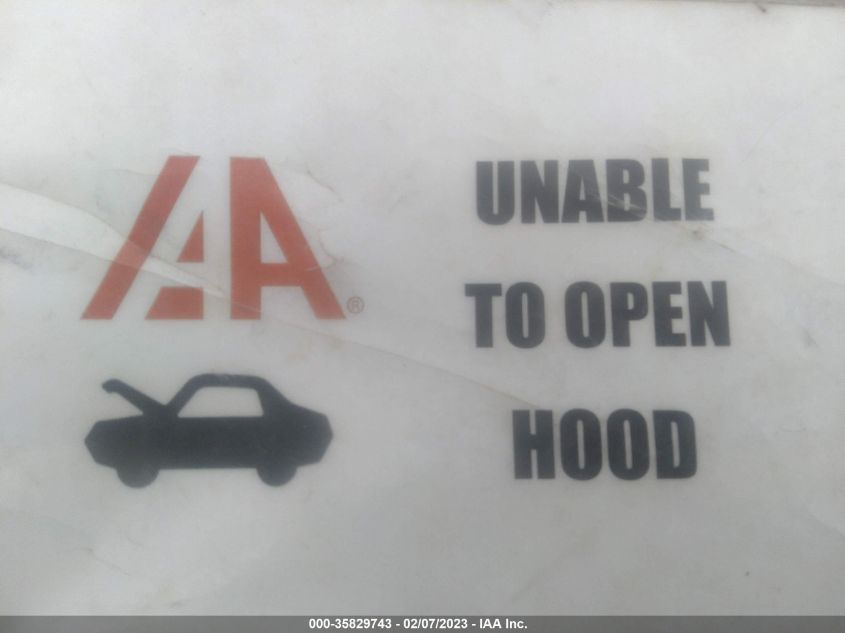 IAA®
UNABLE
TO OPEN
HOOD
000-35829743 - 02/07/2023 - IAA Inc.